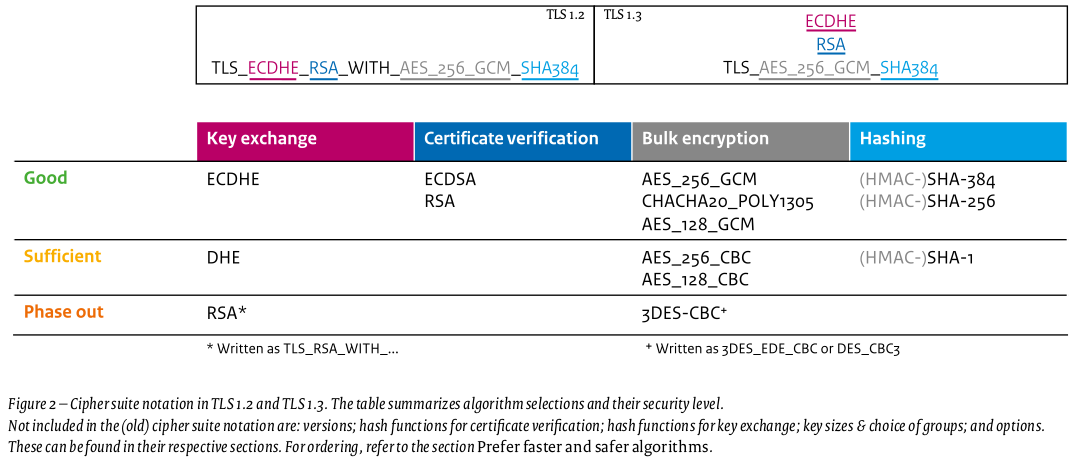 TLS 1.2
TLS 1.3
ECDHE
RSA
TLS_ECDHE_RSA_WITH_AES_256_GCM_SHA384
TLS_AES_256_GCM_SHA384
Key exchange Certificate verification Bulk encryption Hashing
Good ECDHE ECDSA AES_256_GCM (HMAC-)SHA-384
RSA CHACHA20_POLY1305 (HMAC-)SHA-256
AES_128_GCM
Sufficient DHE AES_256_CBC (HMAC-)SHA-1
AES_128_CBC
Phase out RSA* 3DES-CBC+
* Written as TLS_RSA_WITH_... + Written as 3DES_EDE_CBC or DES_CBC3
Figure 2 – Cipher suite notation in TLS 1.2 and TLS 1.3. The table summarizes algorithm selections and their security level.
Not included in the (old) cipher suite notation are: versions; hash functions for certificate verification; hash functions for key exchange; key sizes & choice of groups; and options.
These can be found in their respective sections. For ordering, refer to the section Prefer faster and safer algorithms.